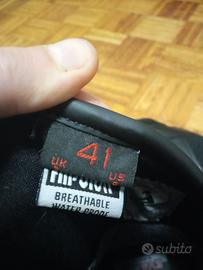 41
UK US
BREATHABLE
WATER PROOF
subito